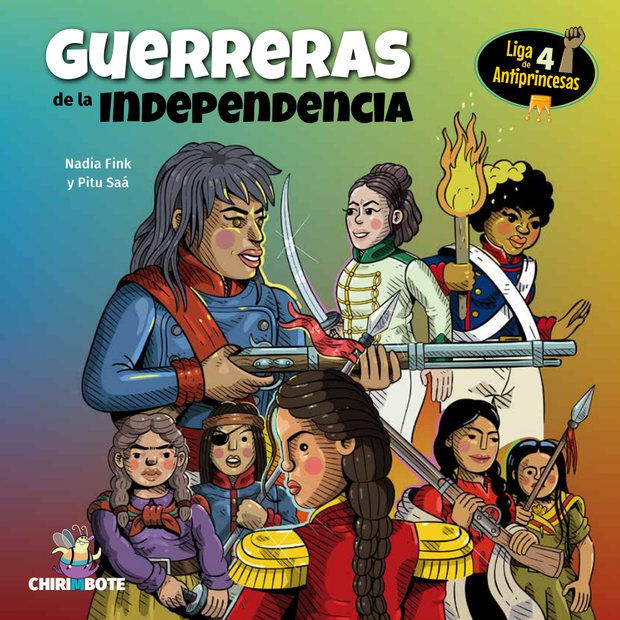 GUERRERAS
de la INDEPENDENCIA
Nadia Fink
y Pitu Saá
Liga 4
de
Antiprincesas
CHIRIMBOTE